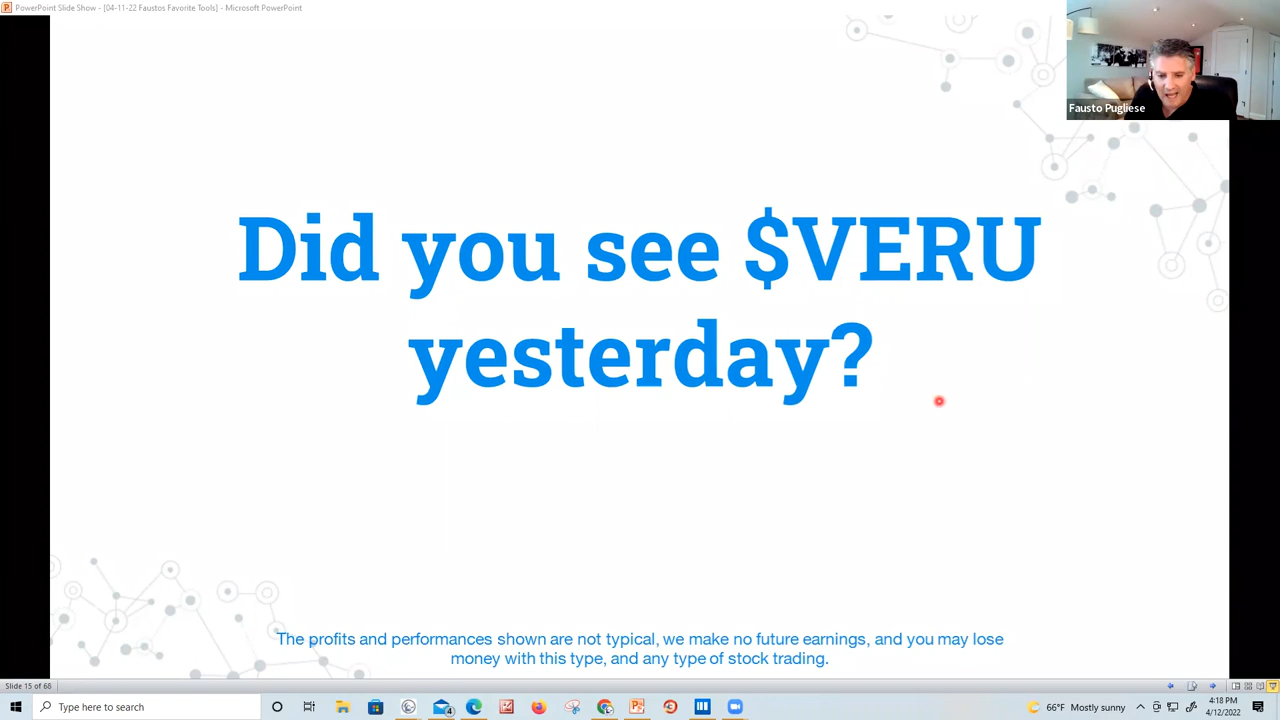 PowerPoint Slide Show - [04-11-22 Faustos Favorite Tools] - Microsoft PowerPoint
Fausto Pugliese
Did you see $VERU
yesterday?
The profits and performances shown are not typical, we make no future earnings, and you may lose
money with this type, and any type of stock trading.
Slide 15 of 68
Type here to search
4
66°F Mostly sunny
4:18 PM
4/12/2022